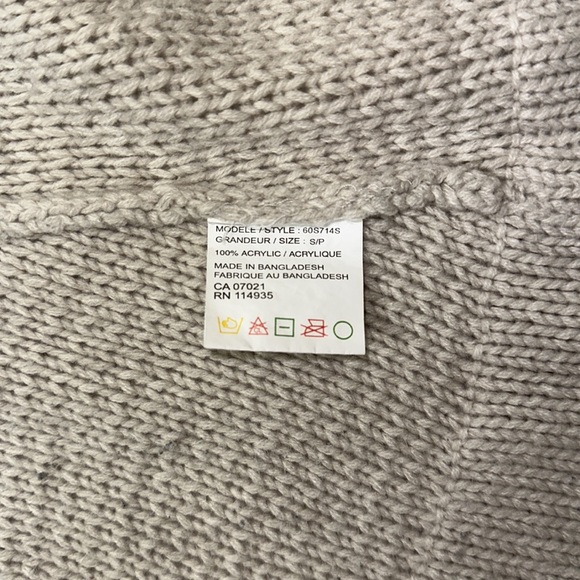 MODELE / STYLE : 60S714S
GRANDEUR / SIZE : S/P
100% ACRYLIC / ACRYLIQUE
MADE IN BANGLADESH
FABRIQUE AU BANGLADESH
CA 07021
RN 114935